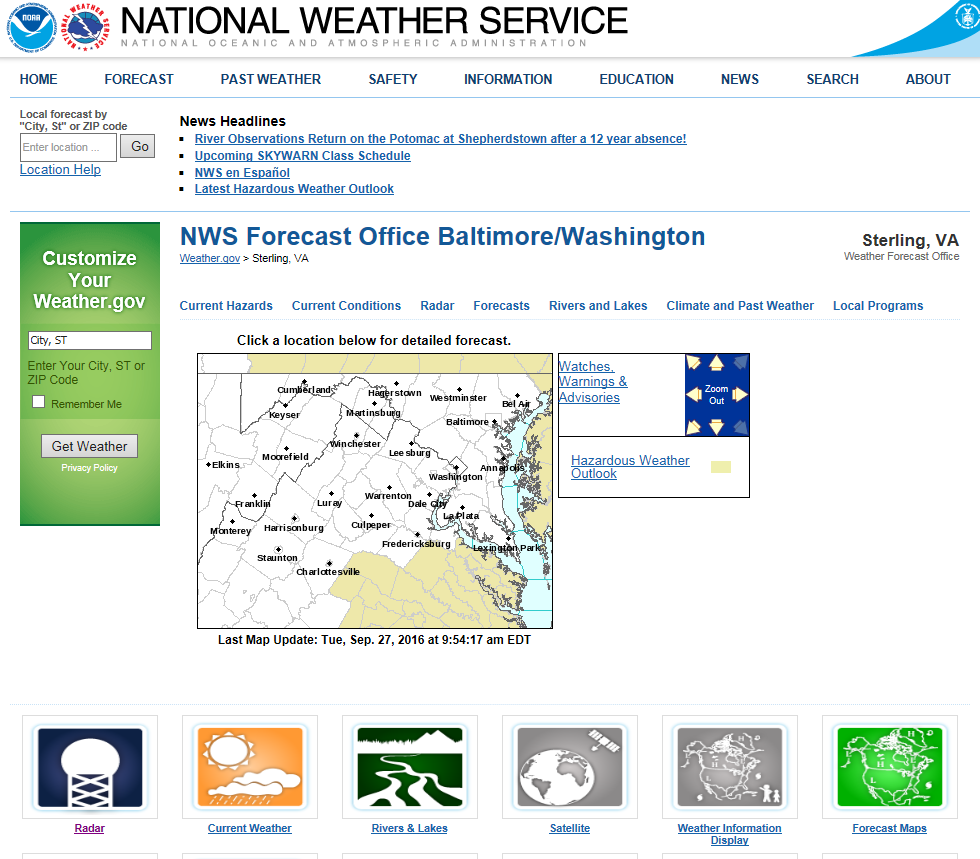 NOAA
NATIONAL WEATHER SERVICE
NATIONAL OCEANIC AND ATMOSPHERIC ADMINISTRATION
HOME FORECAST PAST WEATHER SAFETY INFORMATION EDUCATION NEWS SEARCH ABOUT
Local forecast by
"City, St" or ZIP code
Enter location ... Go
Location Help
News Headlines
River Observations Return on the Potomac at Shepherdstown after a 12 year absence!
Upcoming SKYWARN Class Schedule
NWS en Español
Latest Hazardous Weather Outlook
Customize
Your
Weather.gov
City, ST
Enter Your City, ST or
ZIP Code
Remember Me
Get Weather
Privacy Policy
NWS Forecast Office Baltimore/Washington
Weather.gov > Sterling, VA
Sterling, VA
Weather Forecast Office
Current Hazards Current Conditions Radar Forecasts Rivers and Lakes Climate and Past Weather Local Programs
Click a location below for detailed forecast.
Cumberland
Hagerstown
Westminster
Bel Air
Keyser
Martinsburg
Baltimore
Winchester
Leesburg
Moorefield
Elkins
Annapolis
Washington
Franklin
Luray
Warrenton
Dale City
La Plata
Monterey
Harrisonburg
Culpeper
Fredericksburg
Lexington Park
Staunton
Charlottesville
Last Map Update: Tue, Sep. 27, 2016 at 9:54:17 am EDT
Watches,
Warnings &
Advisories
Zoom
Out
Hazardous Weather
Outlook
Radar
Current Weather
Rivers & Lakes
Satellite
Weather Information
Display
Forecast Maps